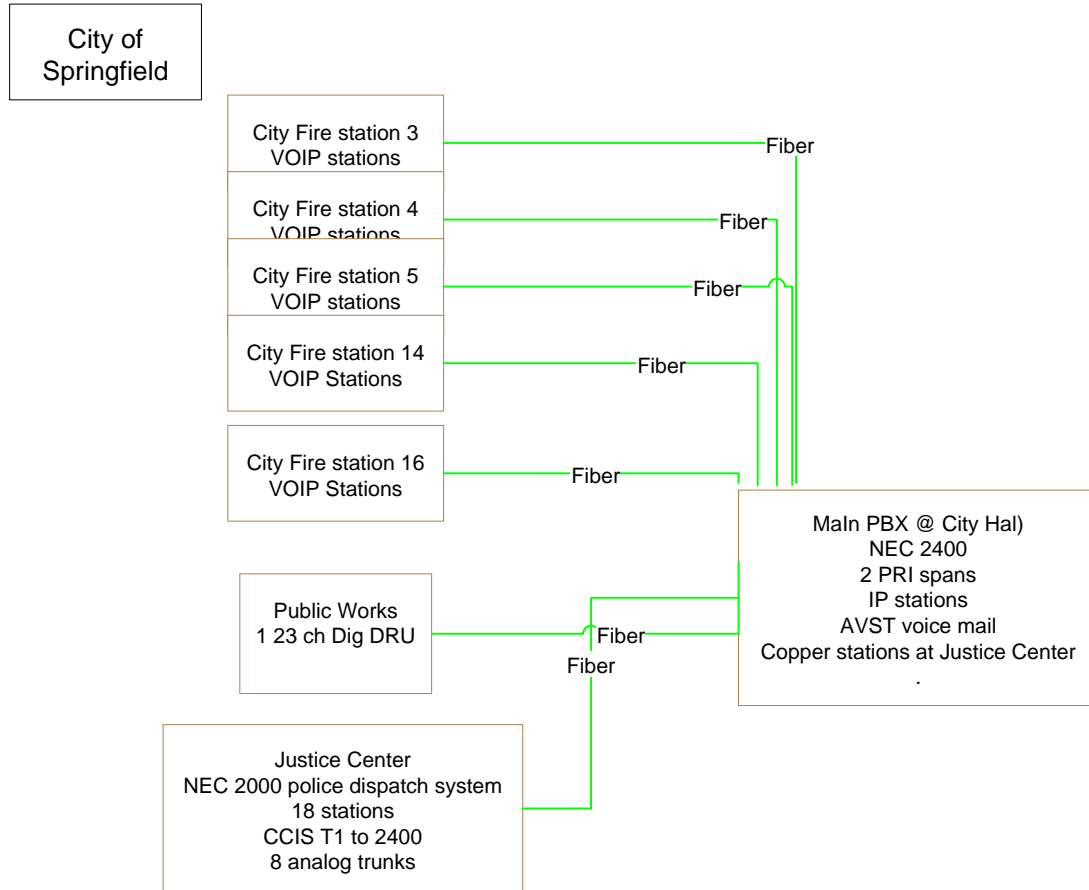 City of
Springfield
City Fire station 3
VOIP stations
Fiber
City Fire station 4
VOIP stations
Fiber
City Fire station 5
VOIP stations
Fiber
City Fire station 14
VOIP Stations
Fiber
City Fire station 16
VOIP Stations
Fiber
MaIn PBX @ City Hal)
NEC 2400
2 PRI spans
IP stations
AVST voice mail
Copper stations at Justice Center
.
Public Works
1 23 ch Dig DRU
Fiber
Fiber
Justice Center
NEC 2000 police dispatch system
18 stations
CCIS T1 to 2400
8 analog trunks